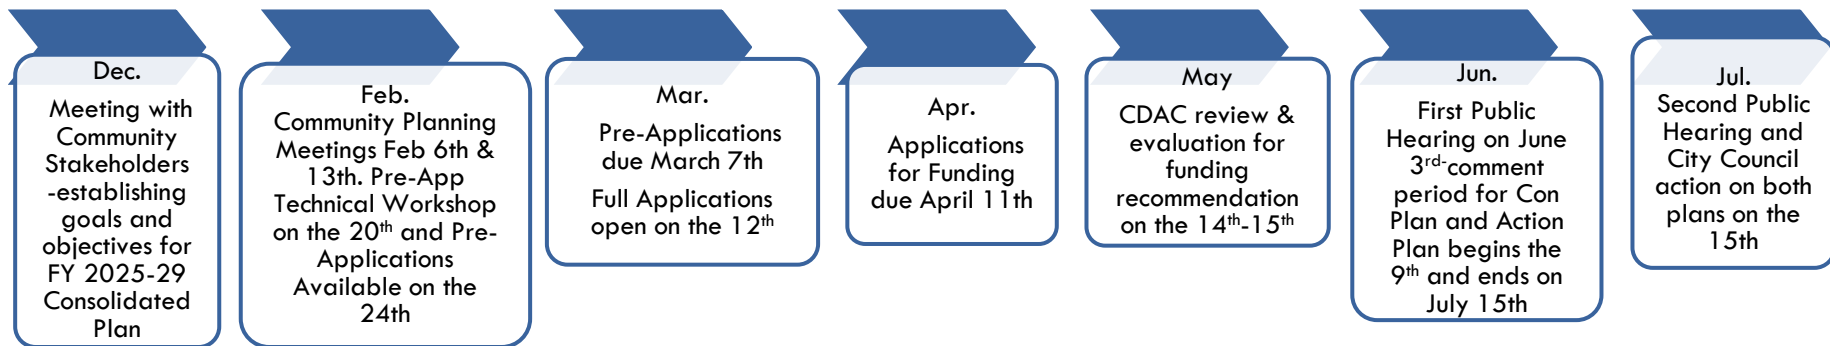 Dec.
Meeting with
Community
Stakeholders
-establishing
goals and
objectives for
FY 2025-29
Consolidated
Plan
Feb.
Community Planning
Meetings Feb 6th &
13th. Pre-App
Technical Workshop
on the 20th and Pre-
Applications
Available on the
24th
Mar.
Pre-Applications
due March 7th
Full Applications
open on the 12th
Apr.
Applications
for Funding
due April 11th
May
CDAC review &
evaluation for
funding
recommendation
on the 14th-15th
Jun.
First Public
Hearing on June
3rd-comment
period for Con
Plan and Action
Plan begins the
9th and ends on
July 15th
Jul.
Second Public
Hearing and
City Council
action on both
plans on the
15th